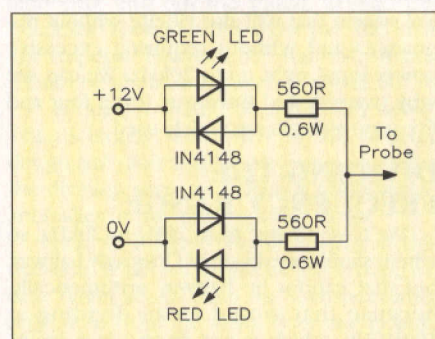 GREEN LED
+12V
560R
0.6W
To
Probe
IN4148
IN4148
0V
560R
0.6W
RED LED